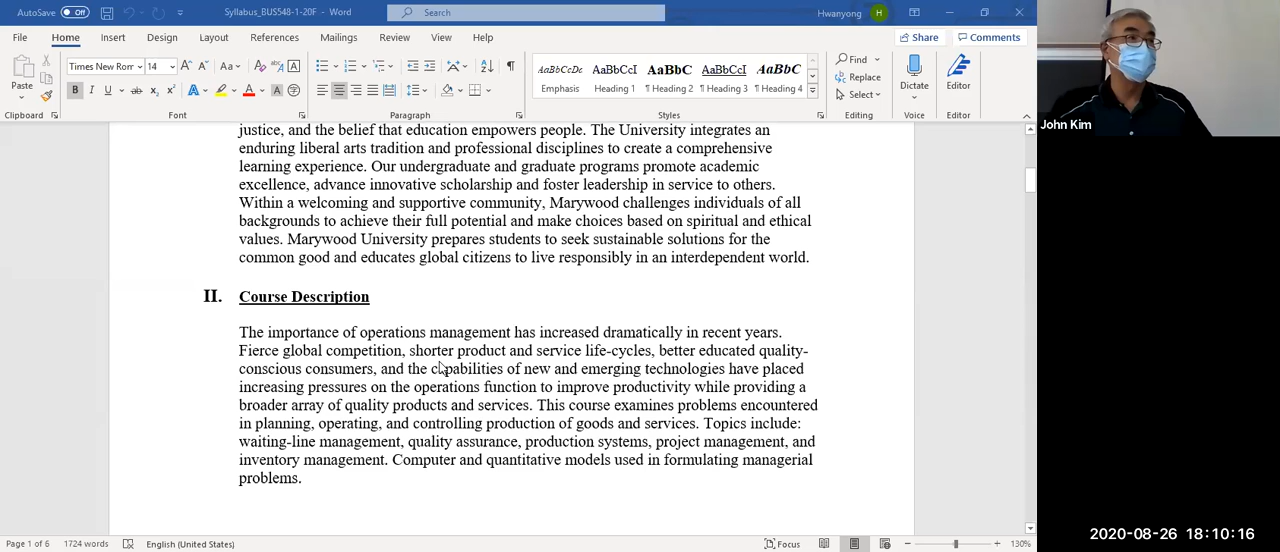 AutoSave Off Syllabus_BUS548-1-20F - Word Search Hwanyong H
File Home Insert Design Layout References Mailings Review View Help Share Comments
Times New Rorr 14 Aa AaBbCcDc AaBbCcI AaBbC AaBbCcI AaBbC Find
Paste Replace Dictate Editor
B I U ab x₂ x² A A A Emphasis Heading 1 ¶ Heading 2 ¶ Heading 3 ¶ Heading 4 Select
Clipboard Font Paragraph Styles Editing Voice Editor
John Kim
justice, and the belief that education empowers people. The University integrates an
enduring liberal arts tradition and professional disciplines to create a comprehensive
learning experience. Our undergraduate and graduate programs promote academic
excellence, advance innovative scholarship and foster leadership in service to others.
Within a welcoming and supportive community, Marywood challenges individuals of all
backgrounds to achieve their full potential and make choices based on spiritual and ethical
values. Marywood University prepares students to seek sustainable solutions for the
common good and educates global citizens to live responsibly in an interdependent world.
II. Course Description
The importance of operations management has increased dramatically in recent years.
Fierce global competition, shorter product and service life-cycles, better educated quality-
conscious consumers, and the capabilities of new and emerging technologies have placed
increasing pressures on the operations function to improve productivity while providing a
broader array of quality products and services. This course examines problems encountered
in planning, operating, and controlling production of goods and services. Topics include:
waiting-line management, quality assurance, production systems, project management, and
inventory management. Computer and quantitative models used in formulating managerial
problems.
2020-08-26 18:10:16
Page 1 of 6 1724 words English (United States) Focus 130%